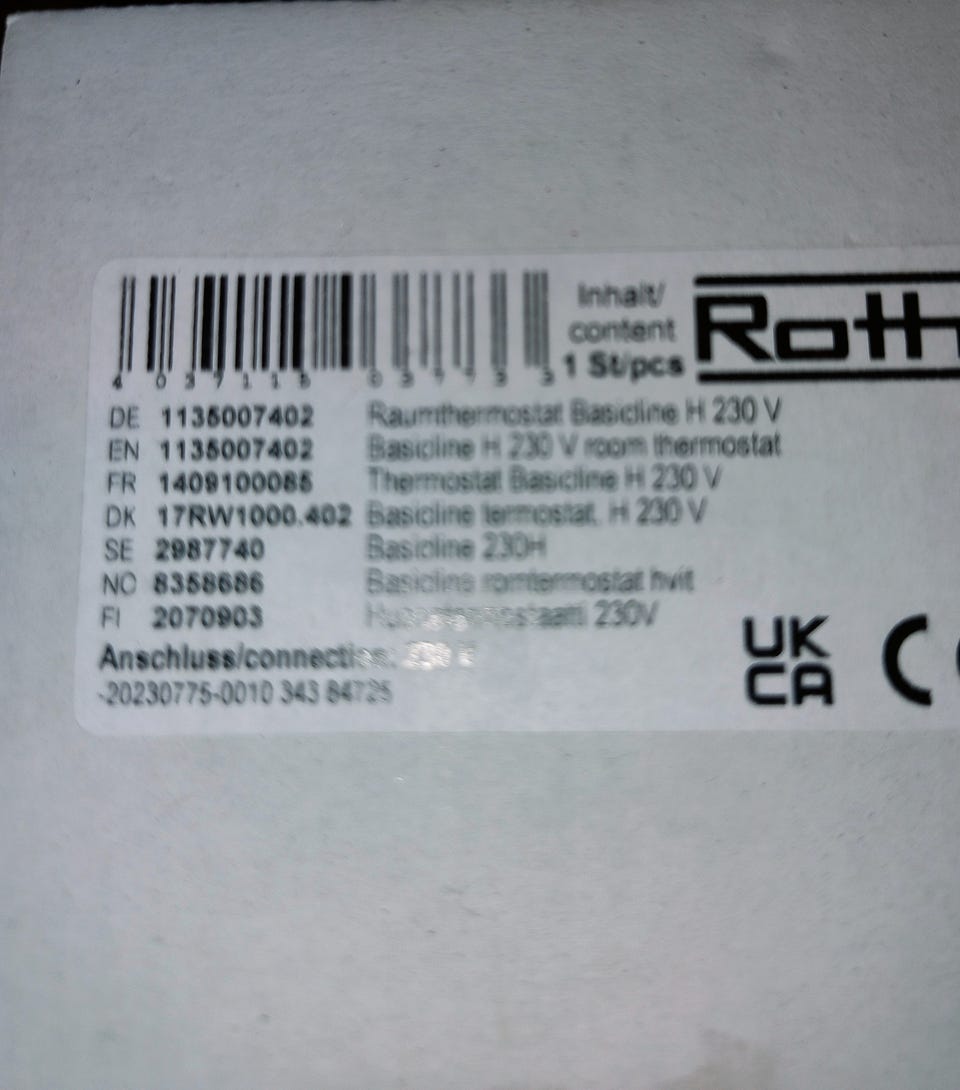 Inhalt/
content
1 St/pcs
Roth
DE 1135007402 Raumthermostat Basicline H 230 V
EN 1135007402 Basicline H 230 V room thermostat
FR 1409100085 Thermostat Basicline H 230 V
DK 17RW1000.402 Basicline termostat, H 230 V
SE 2987740 Basicline 230H
NO 8358686 Basicline romtermostat hvit
FI 2070903 230V
Anschluss/connection: 230 V
-20230775-0010 343 84725
UK
CA
CE